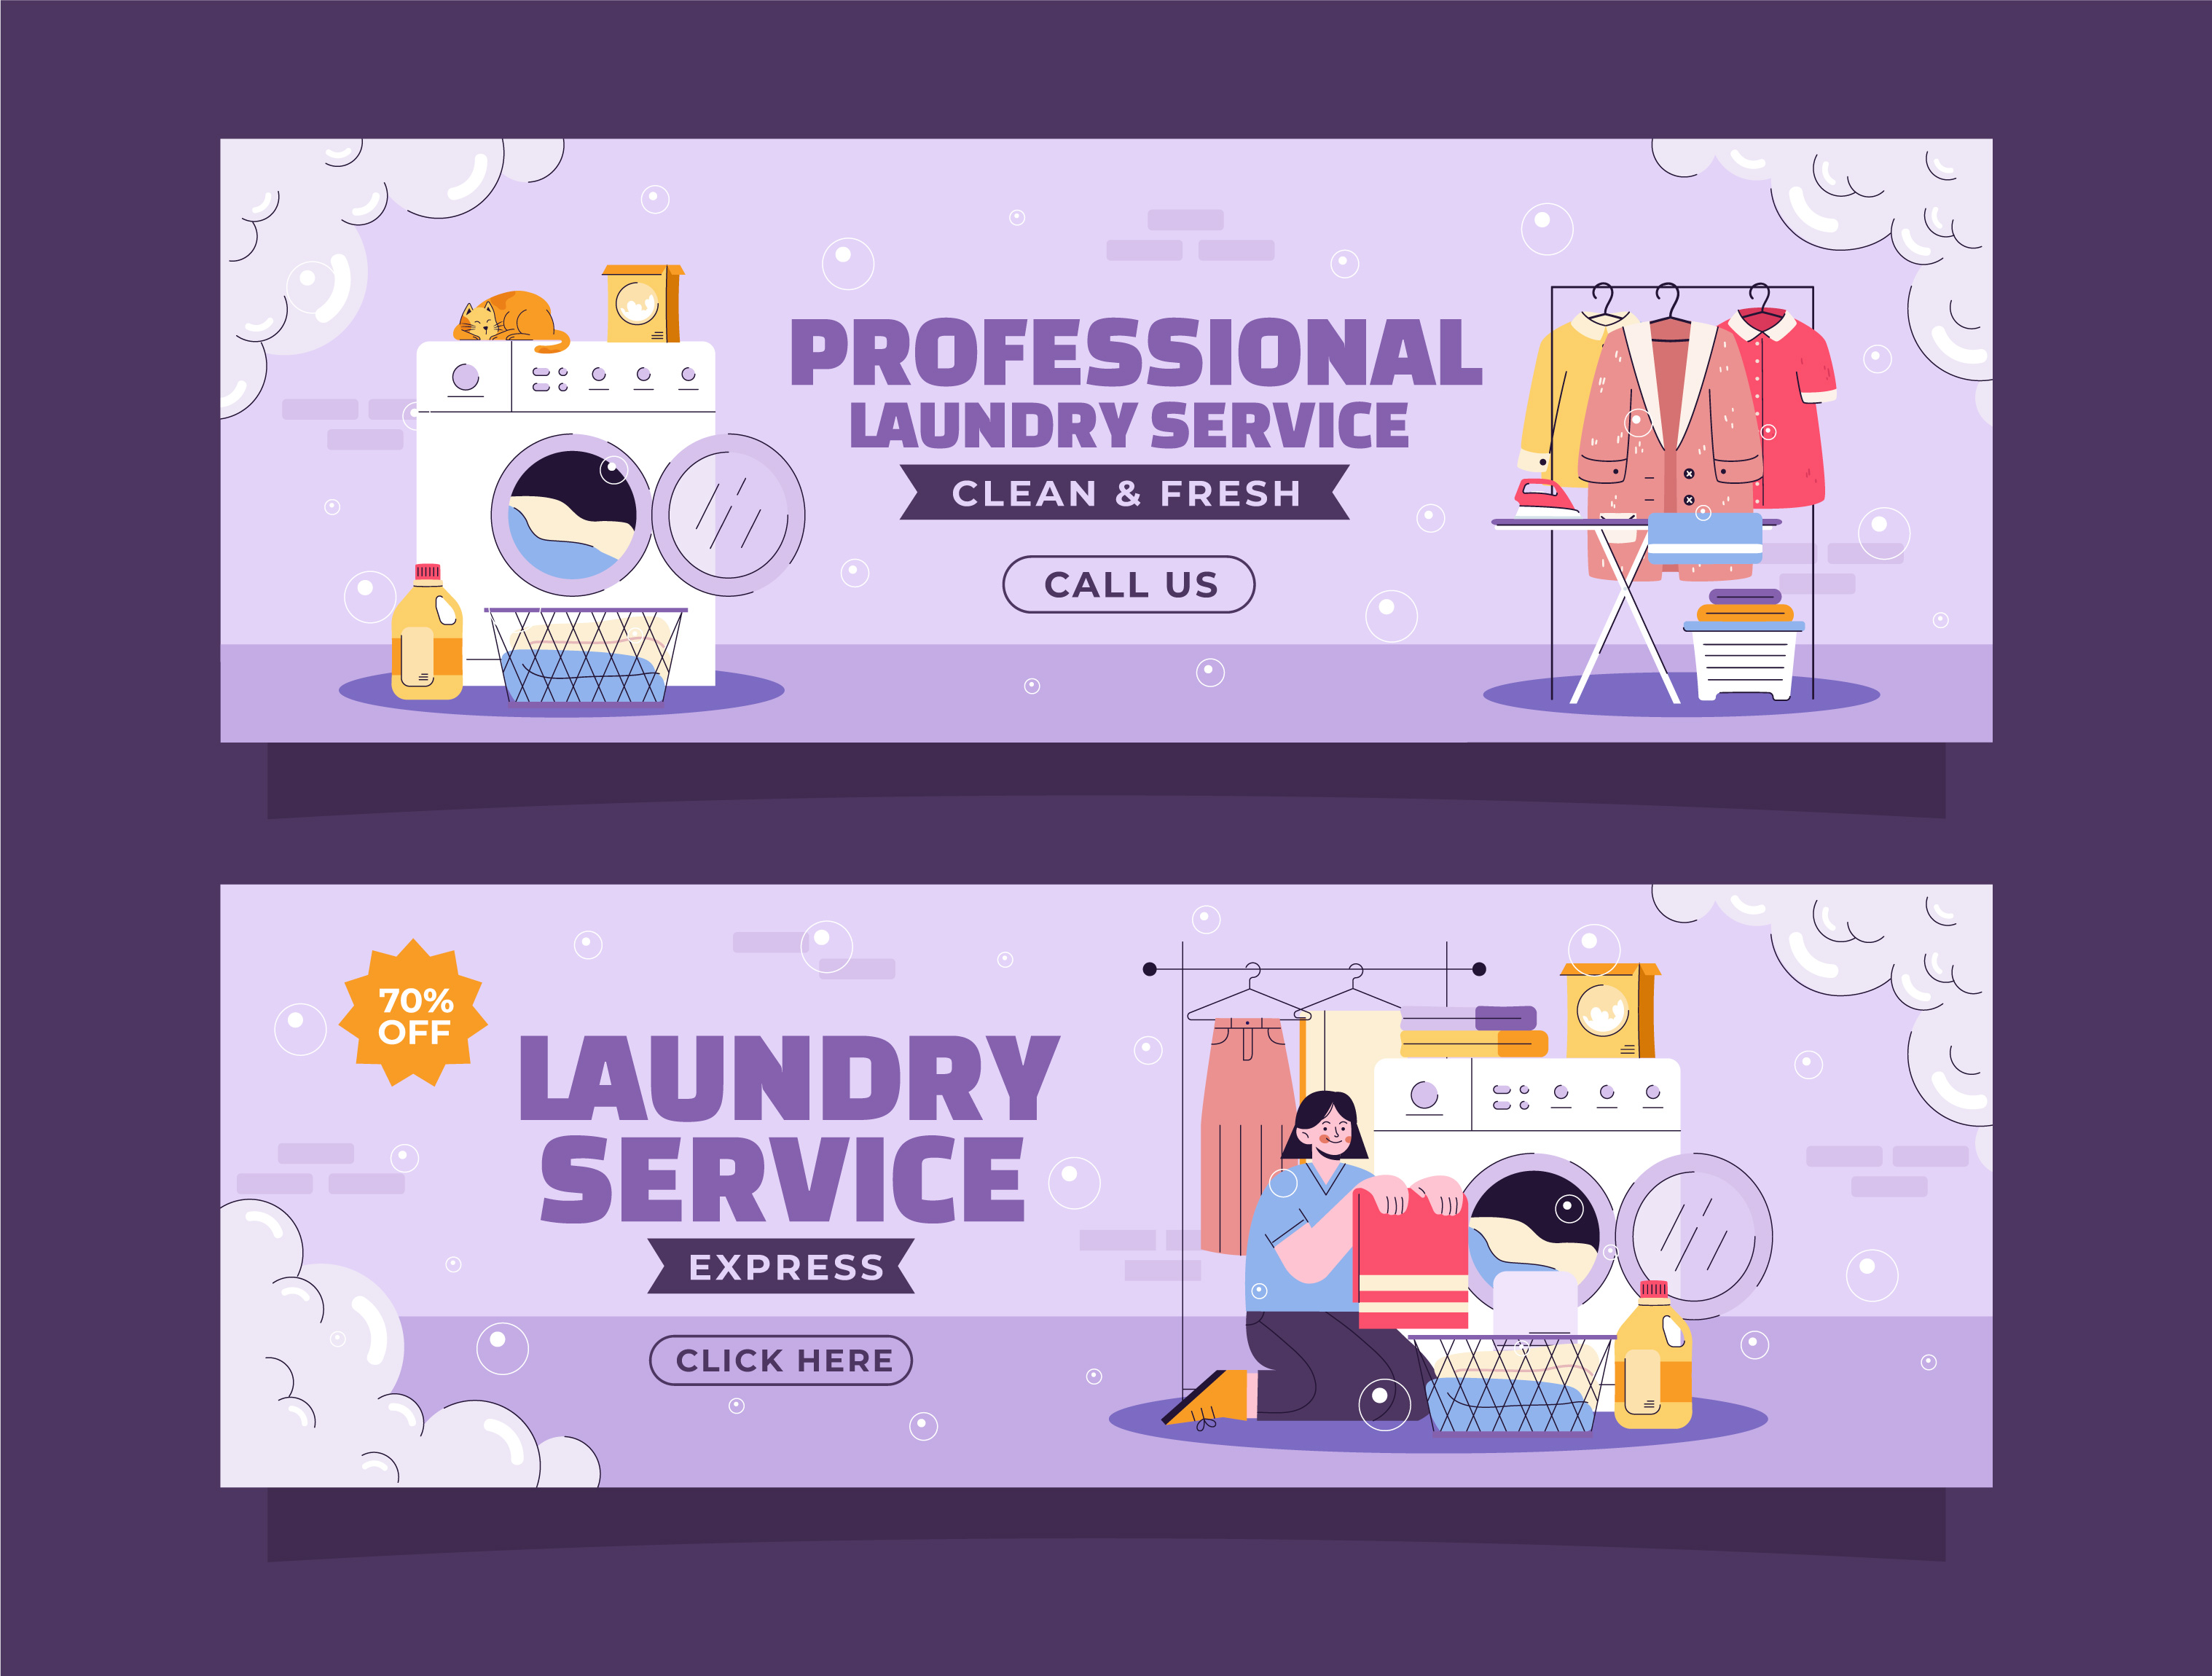 PROFESSIONAL
LAUNDRY SERVICE
CLEAN & FRESH
CALL US
70%
OFF
LAUNDRY
SERVICE
EXPRESS
CLICK HERE